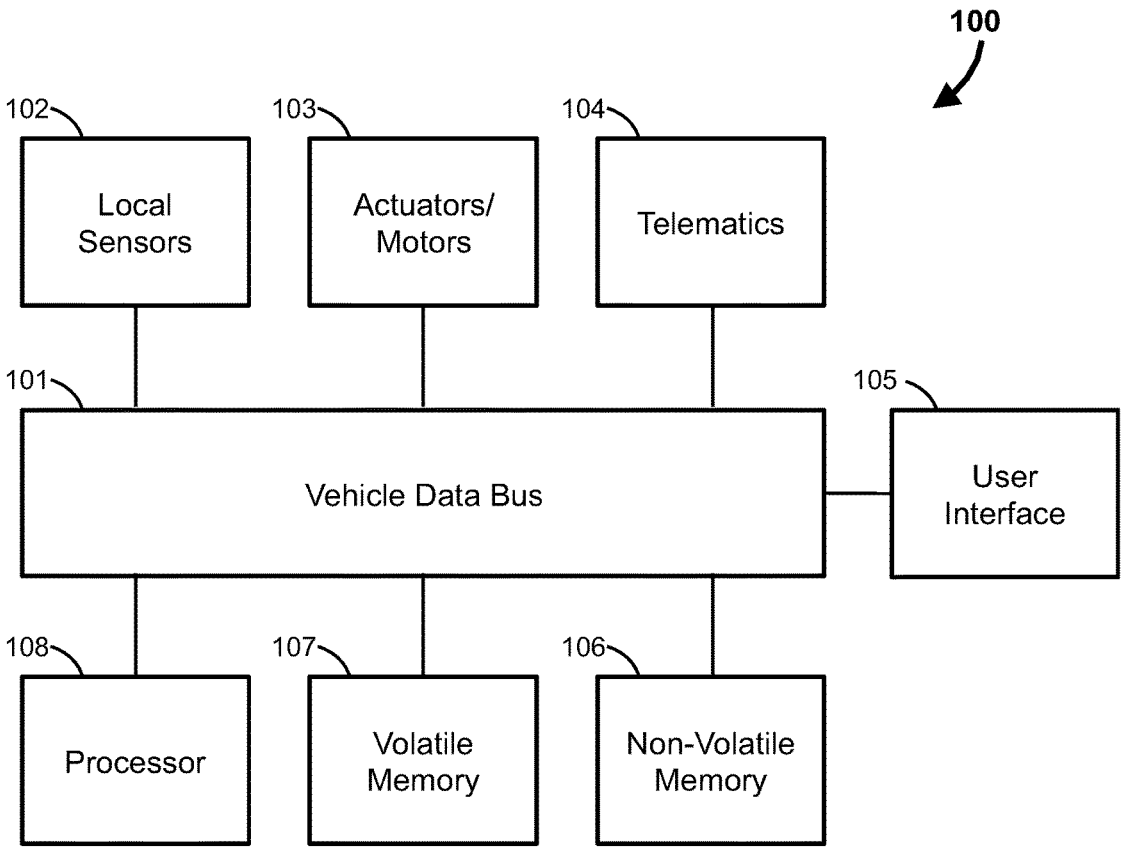 100
102
103
104
Local
Sensors
Actuators/
Motors
Telematics
101
105
Vehicle Data Bus
User
Interface
108
107
106
Processor
Volatile
Memory
Non-Volatile
Memory